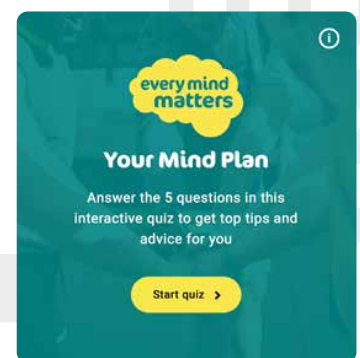 every mind
matters
Your Mind Plan
Answer the 5 questions in this
interactive quiz to get top tips and
advice for you
Start quiz